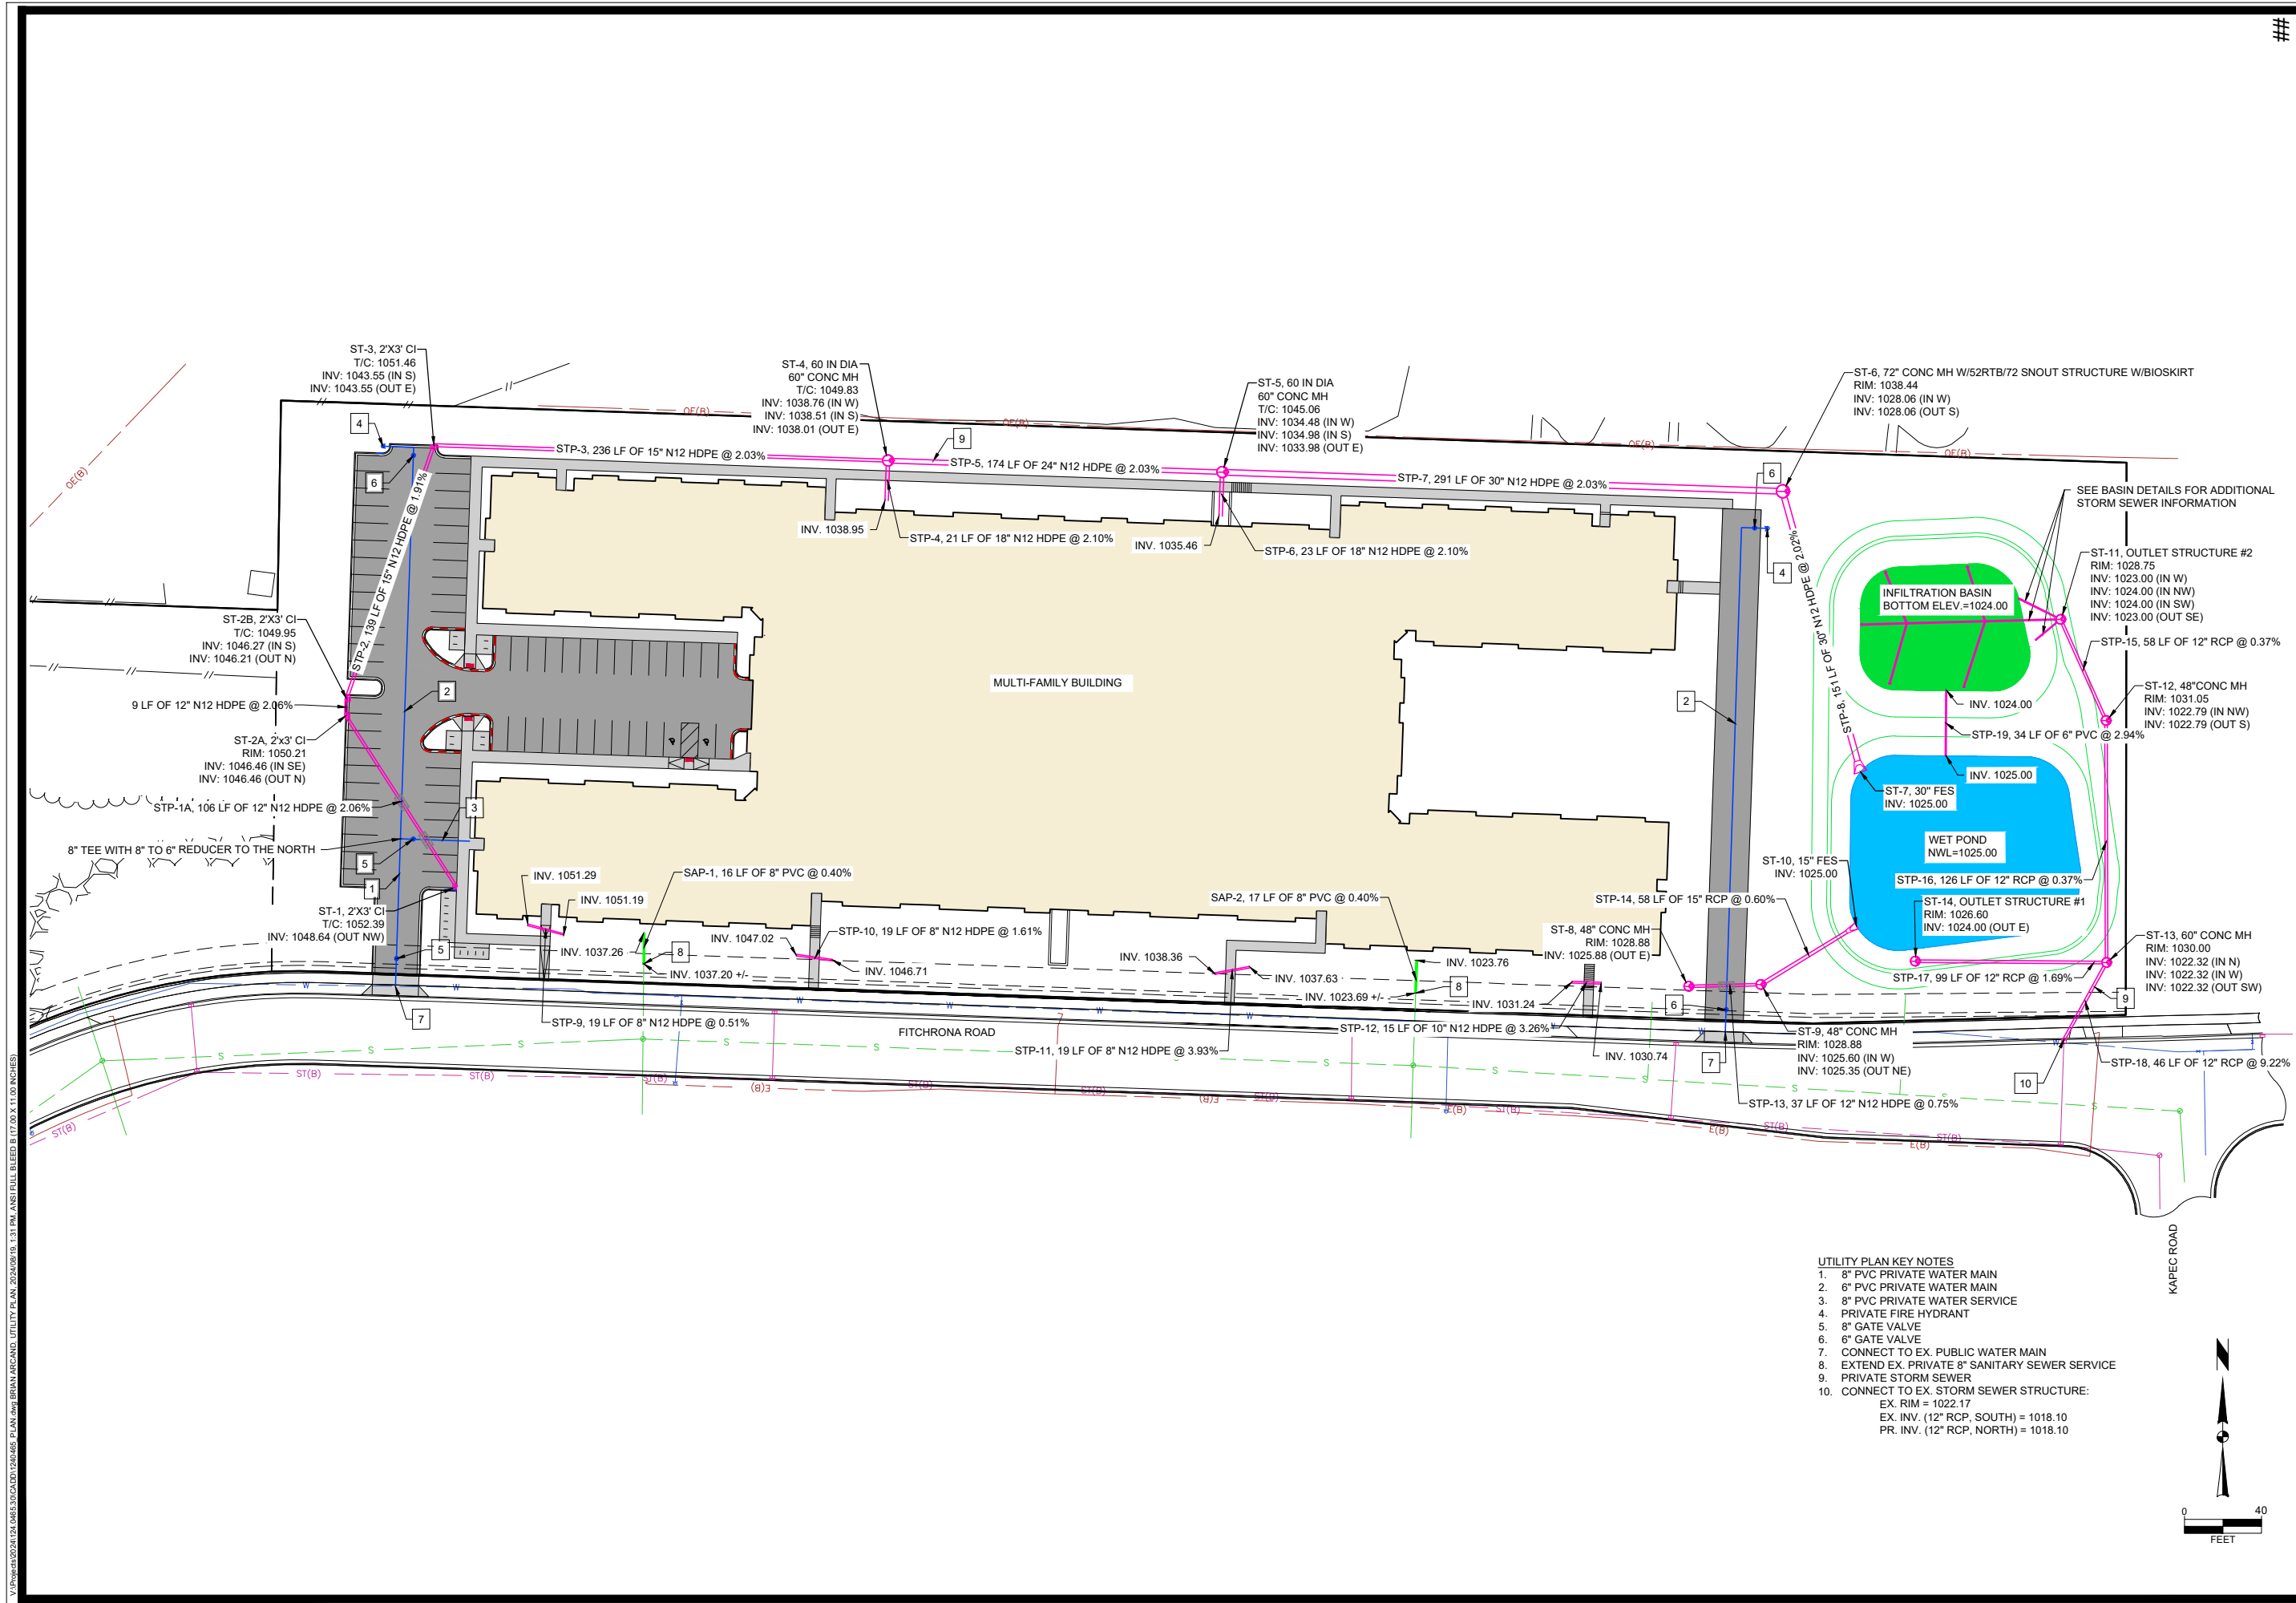 #
ST-3, 2'X3' CI
T/C: 1051.46
INV: 1043.55 (IN S)
INV: 1043.55 (OUT E)
ST-4, 60 IN DIA
60" CONC MH
T/C: 1049.83
INV: 1038.76 (IN W)
INV: 1038.51 (IN S)
INV: 1038.01 (OUT E)
ST-5, 60 IN DIA
60" CONC MH
T/C: 1045.06
INV: 1034.48 (IN W)
INV: 1034.98 (IN S)
INV: 1033.98 (OUT E)
ST-6, 72" CONC MH W/52RTB/72 SNOUT STRUCTURE W/BIOSKIRT
RIM: 1038.44
INV: 1028.06 (IN W)
INV: 1028.06 (OUT S)
OE(B)
OE(B)
OE(B)
OE(B)
OE(B)
4
9
6
6
4
STP-3, 236 LF OF 15" N12 HDPE @ 2.03%
STP-5, 174 LF OF 24" N12 HDPE @ 2.03%
STP-7, 291 LF OF 30" N12 HDPE @ 2.03%
STP-2, 139 LF OF 15" N12 HDPE @ 1.91%
INV. 1038.95
STP-4, 21 LF OF 18" N12 HDPE @ 2.10%
INV. 1035.46
STP-6, 23 LF OF 18" N12 HDPE @ 2.10%
STP-8, 151 LF OF 30" N12 HDPE @ 2.02%
SEE BASIN DETAILS FOR ADDITIONAL
STORM SEWER INFORMATION
ST-11, OUTLET STRUCTURE #2
RIM: 1028.75
INV: 1023.00 (IN W)
INV: 1024.00 (IN NW)
INV: 1024.00 (IN SW)
INV: 1023.00 (OUT SE)
INFILTRATION BASIN
BOTTOM ELEV.=1024.00
STP-15, 58 LF OF 12" RCP @ 0.37%
ST-2B, 2'X3' CI
T/C: 1049.95
INV: 1046.27 (IN S)
INV: 1046.21 (OUT N)
9 LF OF 12" N12 HDPE @ 2.06%
ST-2A, 2'x3' CI
RIM: 1050.21
INV: 1046.46 (IN SE)
INV: 1046.46 (OUT N)
2
MULTI-FAMILY BUILDING
2
ST-12, 48"CONC MH
RIM: 1031.05
INV: 1022.79 (IN NW)
INV: 1022.79 (OUT S)
INV. 1024.00
STP-19, 34 LF OF 6" PVC @ 2.94%
INV. 1025.00
ST-7, 30" FES
INV: 1025.00
WET POND
NWL=1025.00
STP-1A, 106 LF OF 12" N12 HDPE @ 2.06%
3
8" TEE WITH 8" TO 6" REDUCER TO THE NORTH
5
1
ST-1, 2'X3' CI
T/C: 1052.39
INV: 1048.64 (OUT NW)
5
7
INV. 1051.29
INV. 1051.19
SAP-1, 16 LF OF 8" PVC @ 0.40%
INV. 1037.26
8
INV. 1037.20 +/-
INV. 1047.02
STP-10, 19 LF OF 8" N12 HDPE @ 1.61%
INV. 1046.71
SAP-2, 17 LF OF 8" PVC @ 0.40%
INV. 1038.36
INV. 1037.63
INV. 1023.76
8
INV. 1023.69 +/-
ST-10, 15" FES
INV: 1025.00
STP-14, 58 LF OF 15" RCP @ 0.60%
ST-8, 48" CONC MH
RIM: 1028.88
INV: 1025.88 (OUT E)
INV. 1031.24
6
STP-16, 126 LF OF 12" RCP @ 0.37%
ST-14, OUTLET STRUCTURE #1
RIM: 1026.60
INV: 1024.00 (OUT E)
ST-13, 60" CONC MH
RIM: 1030.00
INV: 1022.32 (IN N)
INV: 1022.32 (IN W)
INV: 1022.32 (OUT SW)
STP-17, 99 LF OF 12" RCP @ 1.69%
9
STP-9, 19 LF OF 8" N12 HDPE @ 0.51%
FITCHRONA ROAD
STP-11, 19 LF OF 8" N12 HDPE @ 3.93%
STP-12, 15 LF OF 10" N12 HDPE @ 3.26%
INV. 1030.74
7
ST-9, 48" CONC MH
RIM: 1028.88
INV: 1025.60 (IN W)
INV: 1025.35 (OUT NE)
STP-13, 37 LF OF 12" N12 HDPE @ 0.75%
10
STP-18, 46 LF OF 12" RCP @ 9.22%
W W W W W W W W W
S S S S S S S S S
ST(B) ST(B) ST(B) ST(B) ST(B) ST(B) ST(B) ST(B) ST(B)
E(B) E(B) E(B) E(B) E(B)
KAPEC ROAD
UTILITY PLAN KEY NOTES
1. 8" PVC PRIVATE WATER MAIN
2. 6" PVC PRIVATE WATER MAIN
3. 8" PVC PRIVATE WATER SERVICE
4. PRIVATE FIRE HYDRANT
5. 8" GATE VALVE
6. 6" GATE VALVE
7. CONNECT TO EX. PUBLIC WATER MAIN
8. EXTEND EX. PRIVATE 8" SANITARY SEWER SERVICE
9. PRIVATE STORM SEWER
10. CONNECT TO EX. STORM SEWER STRUCTURE:
EX. RIM = 1022.17
EX. INV. (12" RCP, SOUTH) = 1018.10
PR. INV. (12" RCP, NORTH) = 1018.10
N
0 40
FEET